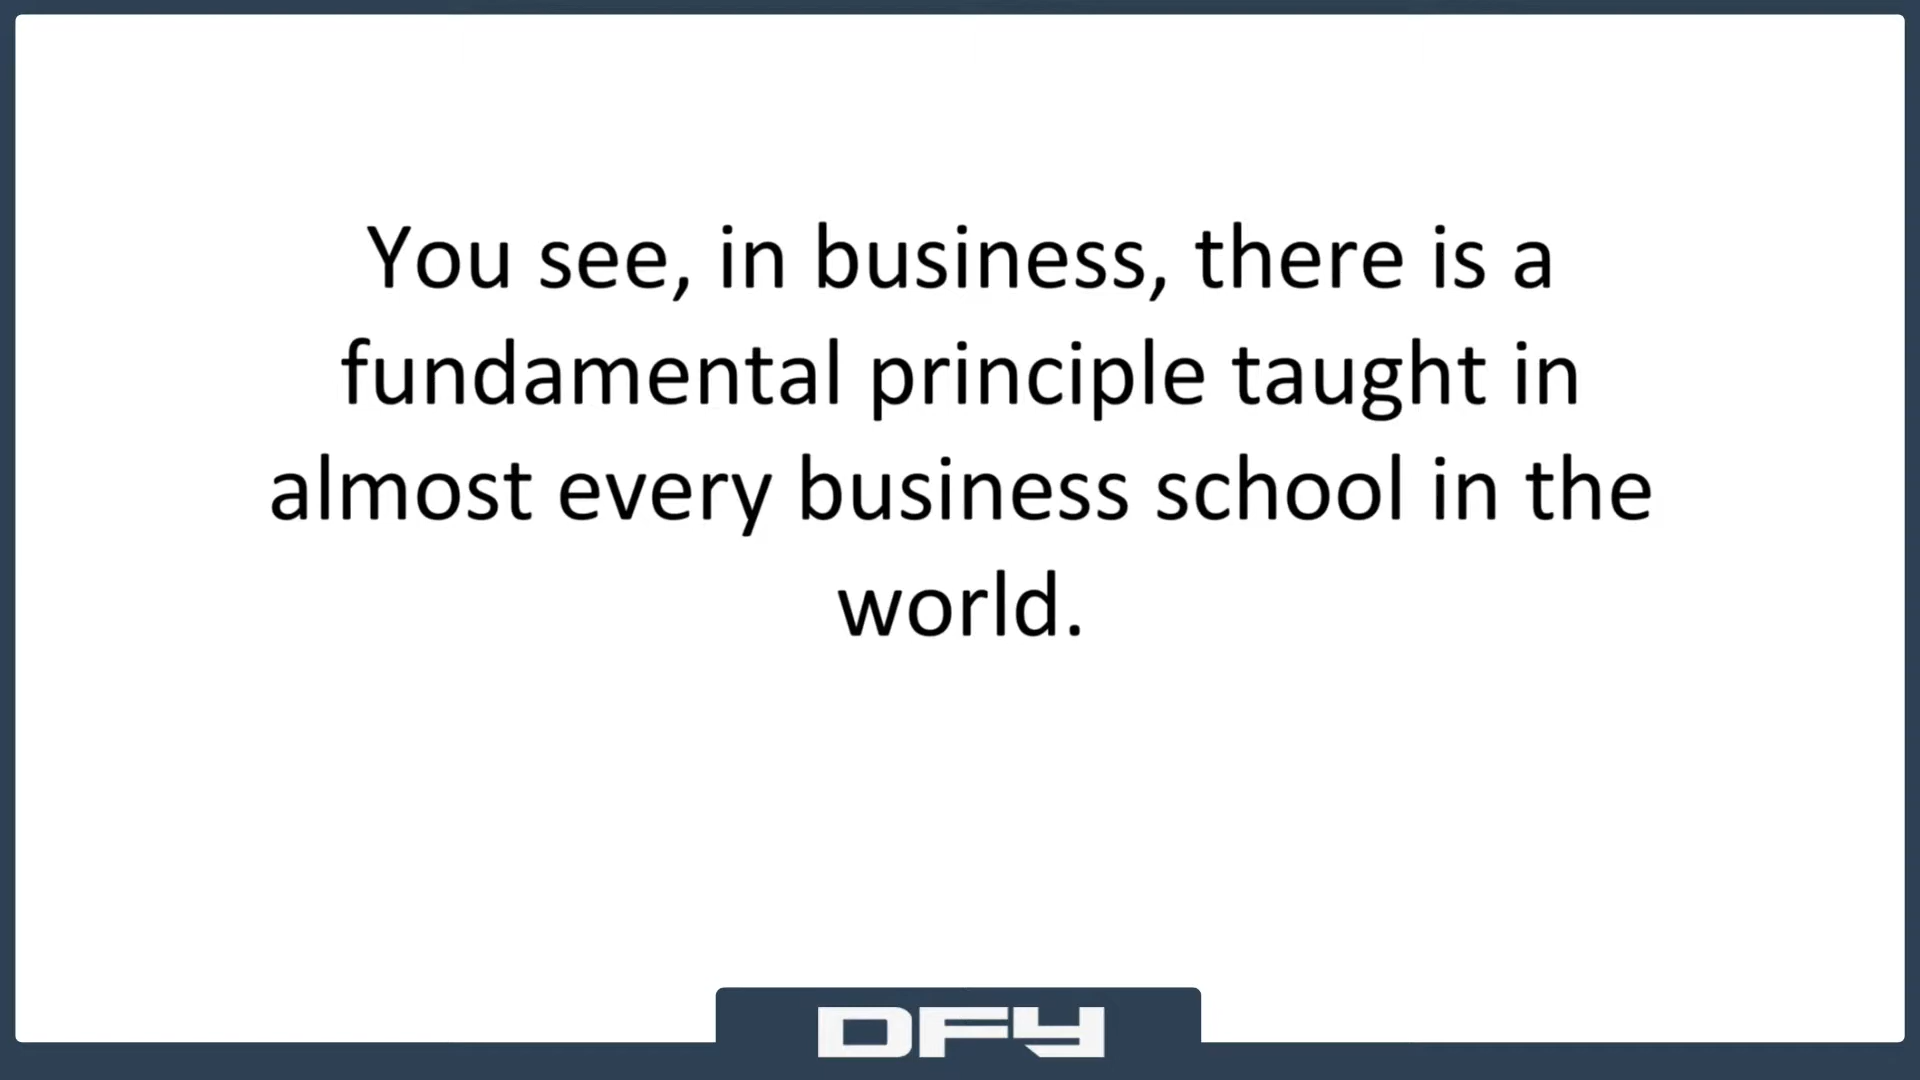 You see, in business, there is a
fundamental principle taught in
almost every business school in the
world.
DFY